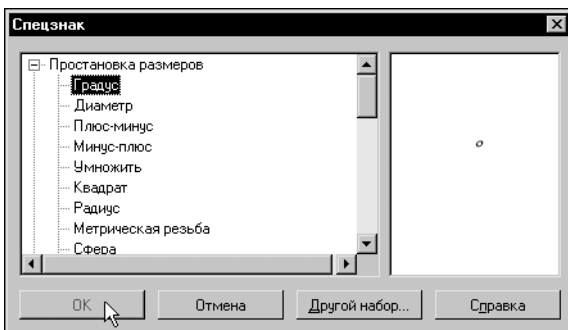 Спецзнак
Простановка размеров
Градус
Диаметр
Плюс-минус
Минус-плюс
Умножить
Квадрат
Радиус
Метрическая резьба
Сфера
°
OK
Отмена
Другой набор...
Справка